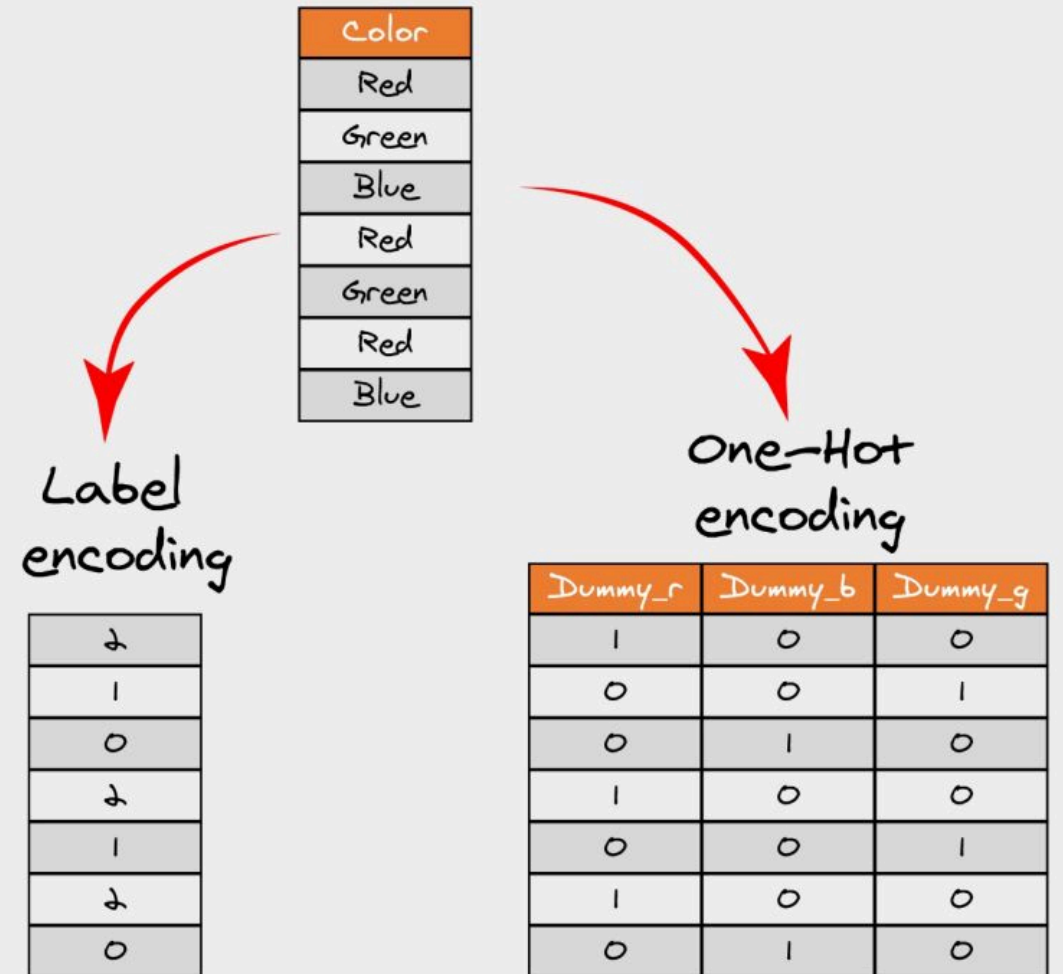 Color
Red
Green
Blue
Red
Green
Red
Blue
Label
encoding
2
1
0
2
1
2
0
One-Hot
encoding
Dummy_r Dummy_b Dummy_g
1 0 0
0 0 1
0 1 0
1 0 0
0 0 1
1 0 0
0 1 0